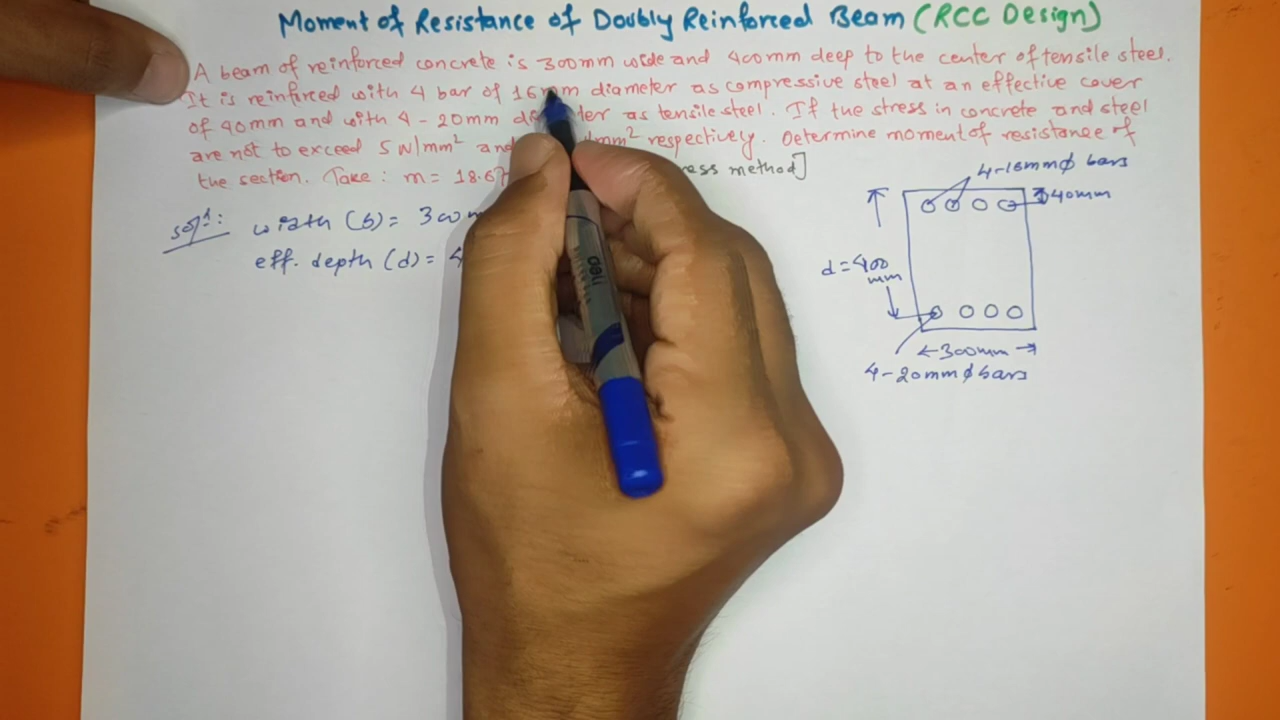 Moment of Resistance of Doubly Reinforced Beam (RCC Design)
A beam of reinforced concrete is 300mm wide and 400mm deep to the center of tensile steel.
It is reinforced with 4 bar of 16mm diameter as compressive steel at an effective cover
of 40mm and with 4-20mm as tensile steel. If the stress in concrete and steel
are not to exceed 5 N/mm² and mm² respectively. Determine moment of resistance of
the section. Take: m = 18.67 method]
soln:
width (b) = 300
eff. depth (d) =
4-16mmϕ bars
40mm
d = 400
mm
300mm
4-20mmϕ bars
deli